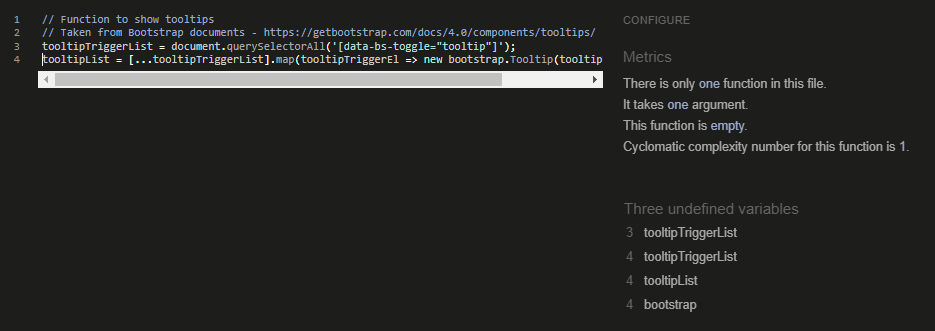 1 // Function to show tooltips
2 // Taken from Bootstrap documents - https://getbootstrap.com/docs/4.0/components/tooltips/
3 tooltipTriggerList = document.querySelectorAll('[data-bs-toggle="tooltip"]');
4 tooltipList = [...tooltipTriggerList].map(tooltipTriggerEl => new bootstrap.Tooltip(tooltip
CONFIGURE
Metrics
There is only one function in this file.
It takes one argument.
This function is empty.
Cyclomatic complexity number for this function is 1.
Three undefined variables
3 tooltipTriggerList
4 tooltipTriggerList
4 tooltipList
4 bootstrap